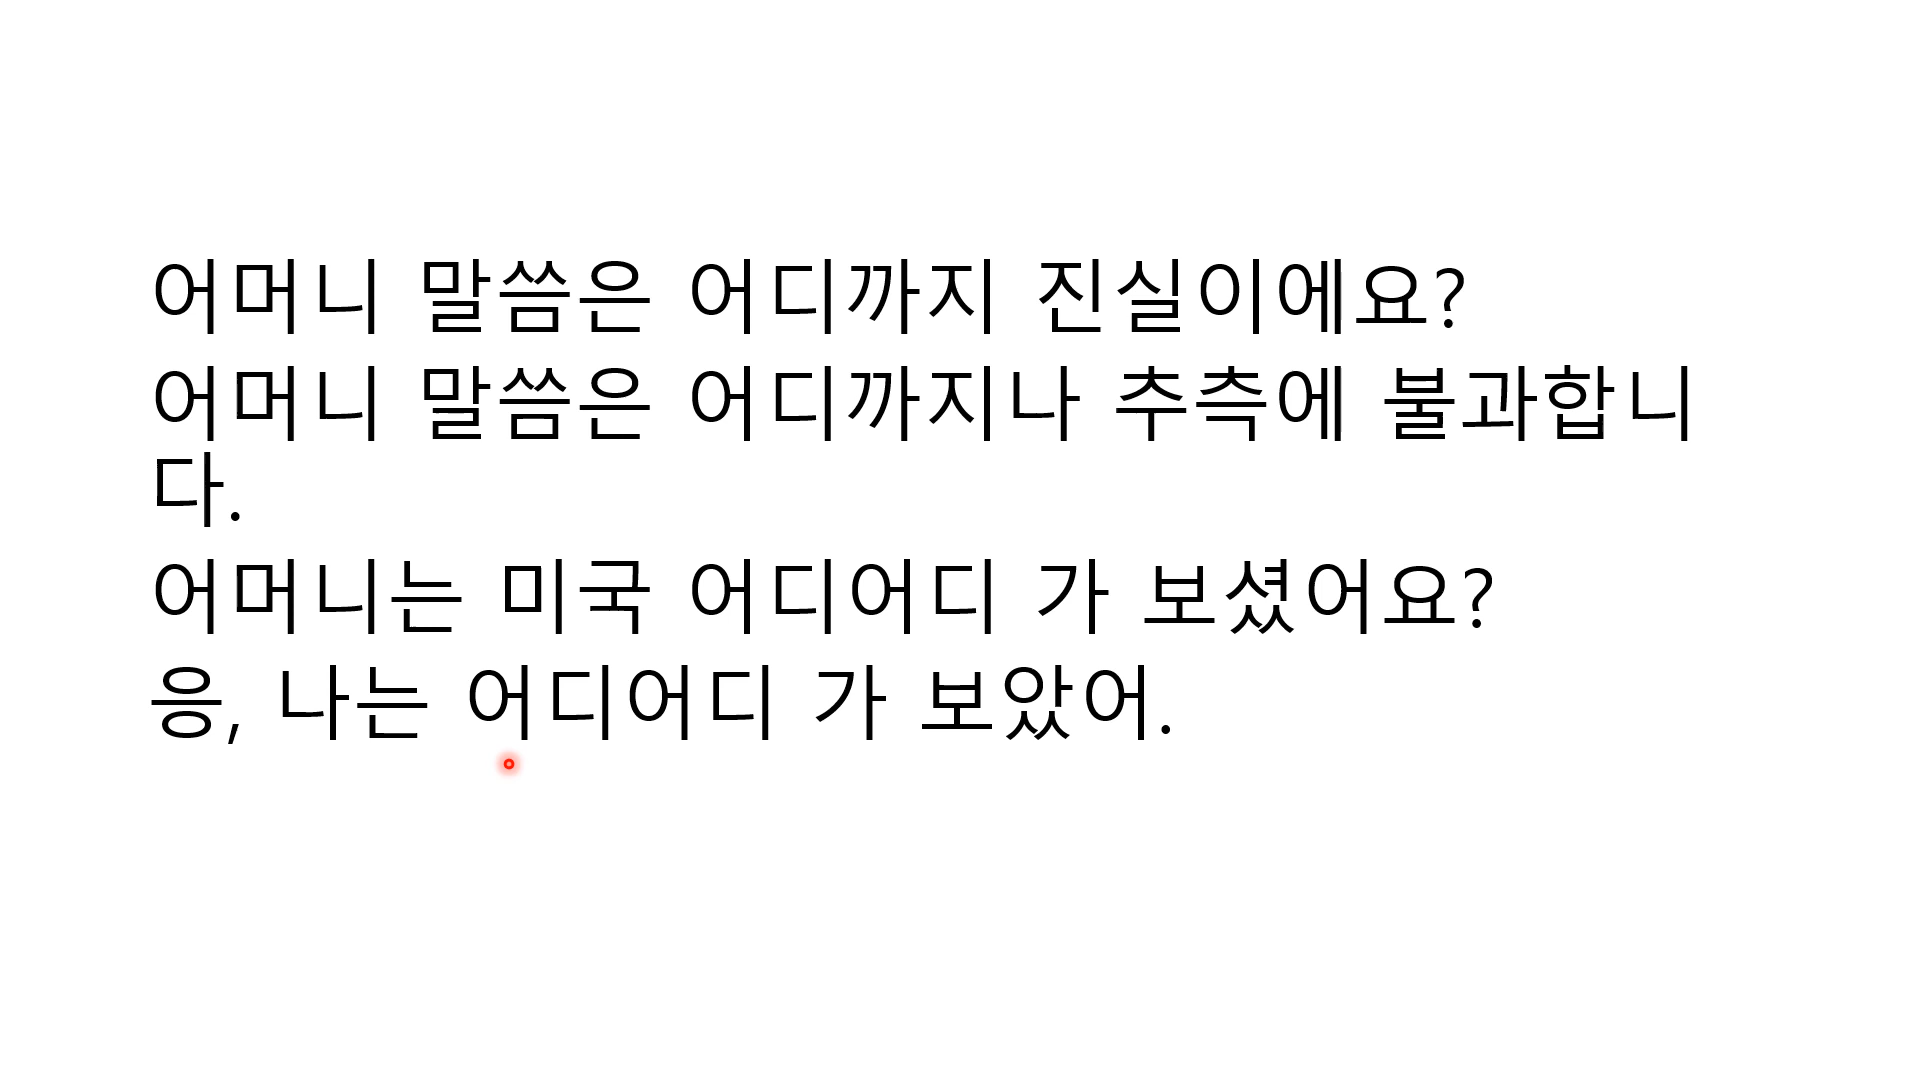 어머니 말씀은 어디까지 진실이에요?
어머니 말씀은 어디까지나 추측에 불과합니
다.
어머니는 미국 어디어디 가 보셨어요?
응, 나는 어디어디 가 보았어.